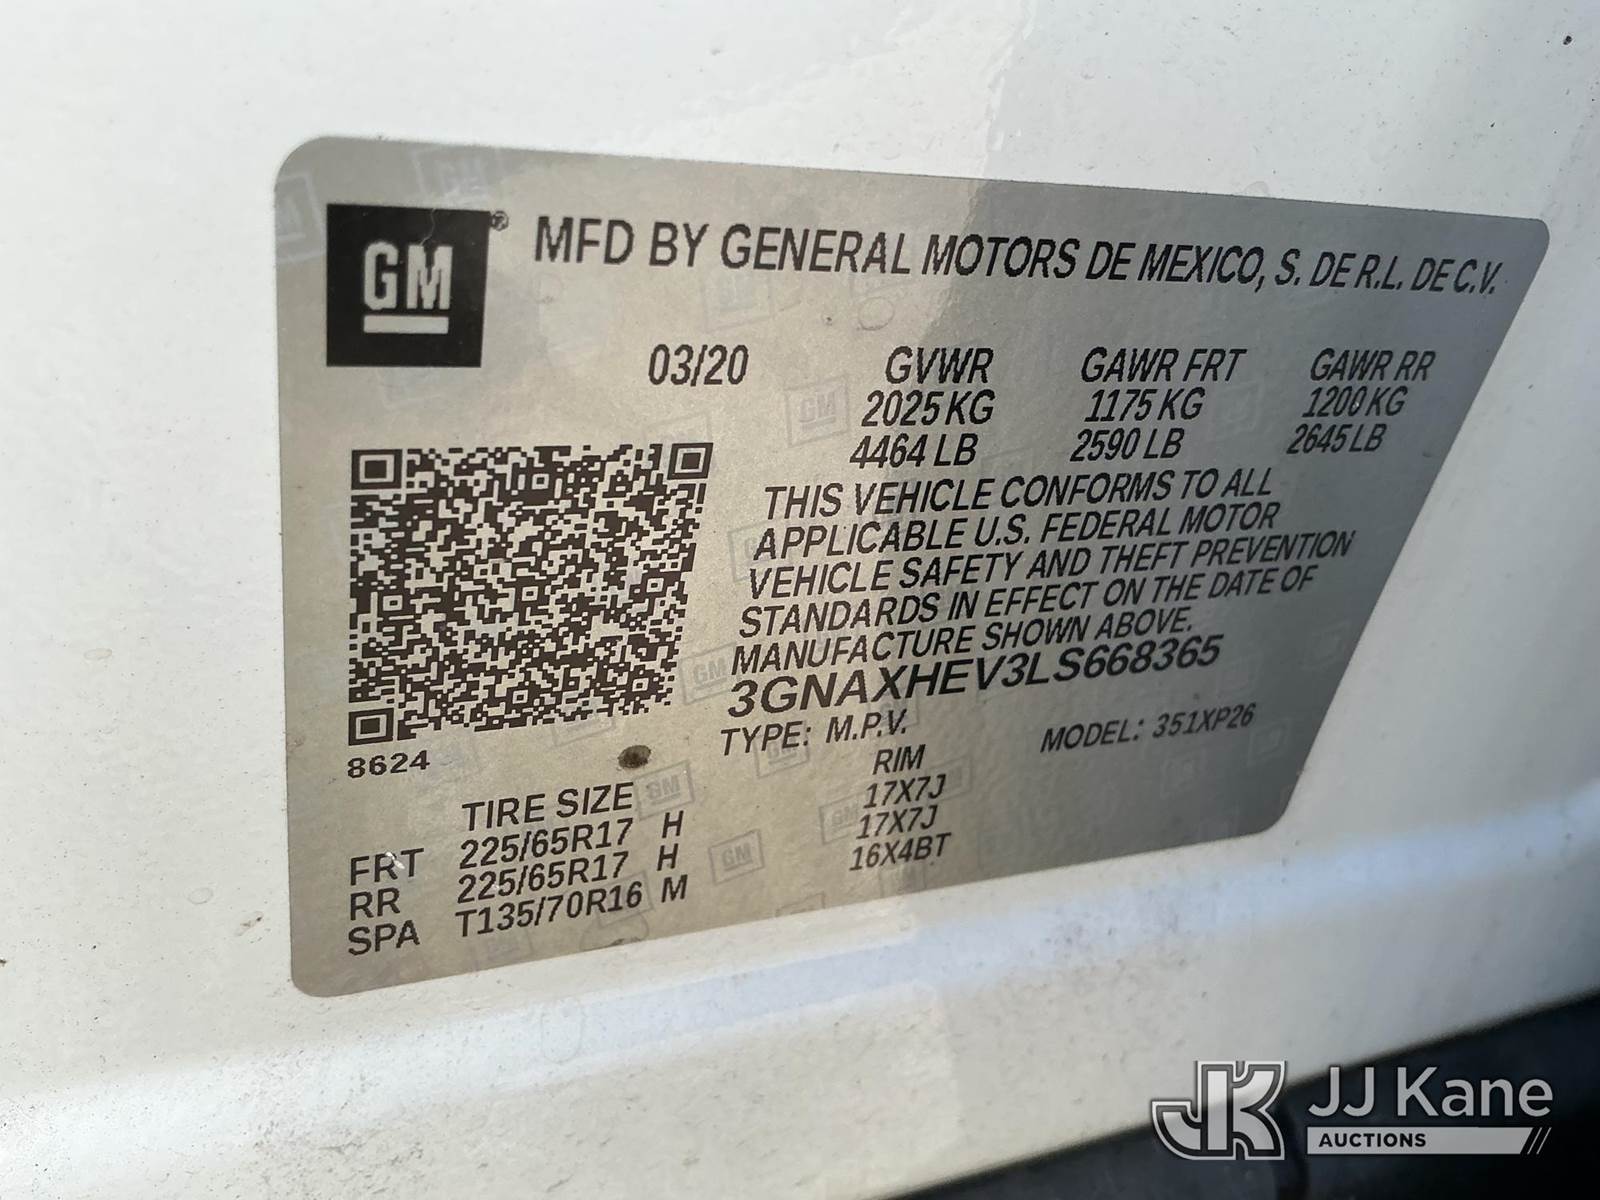 GM ® MFD BY GENERAL MOTORS DE MEXICO, S. DE R.L. DE C.V.
03/20 GVWR GAWR FRT GAWR RR
2025 KG 1175 KG 1200 KG
4464 LB 2590 LB 2645 LB
THIS VEHICLE CONFORMS TO ALL
APPLICABLE U.S. FEDERAL MOTOR
VEHICLE SAFETY AND THEFT PREVENTION
STANDARDS IN EFFECT ON THE DATE OF
MANUFACTURE SHOWN ABOVE.
3GNAXHEV3LS668365
TYPE: M.P.V. MODEL: 351XP26
8624
TIRE SIZE RIM
FRT 225/65R17 H 17X7J
RR 225/65R17 H 17X7J
SPA T135/70R16 M 16X4BT
JK JJ Kane
AUCTIONS